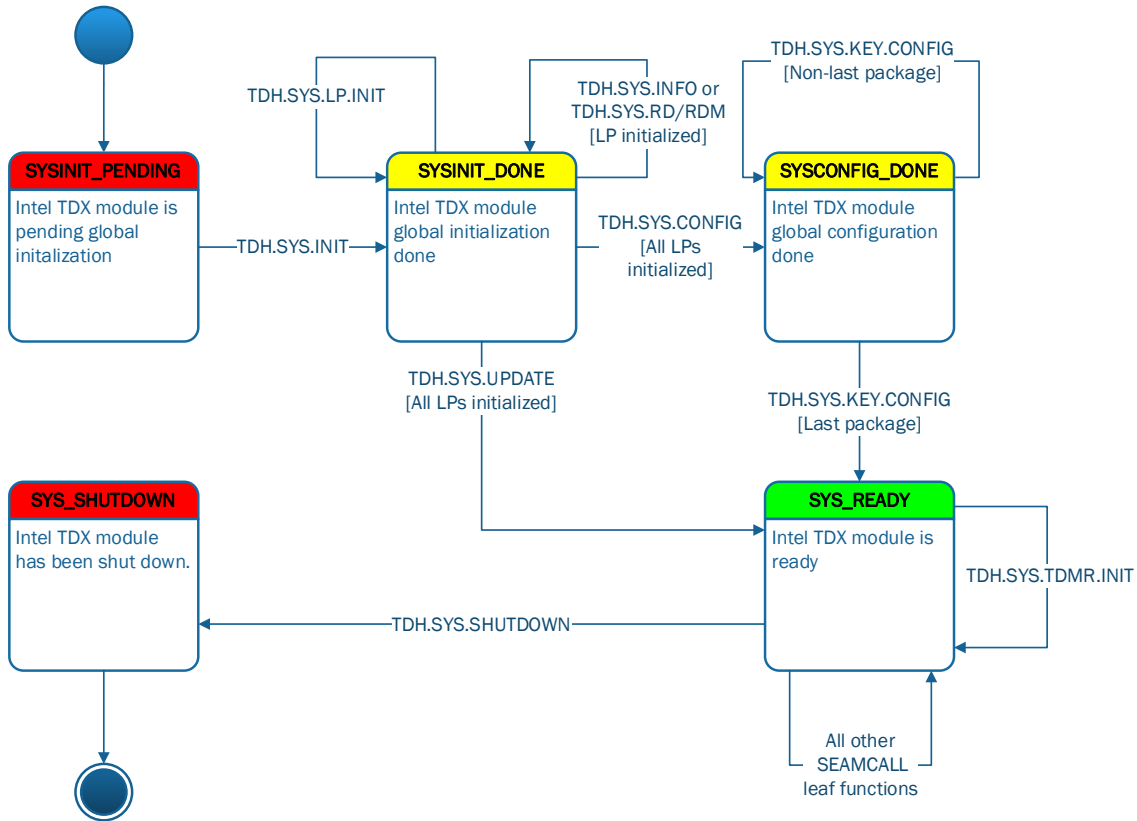 TDH.SYS.LP.INIT
TDH.SYS.INFO or
TDH.SYS.RD/RDM
[LP initialized]
TDH.SYS.KEY.CONFIG
[Non-last package]
SYSINIT_PENDING
Intel TDX module is
pending global
initalization
TDH.SYS.INIT
SYSINIT_DONE
Intel TDX module
global initialization
done
TDH.SYS.CONFIG
[All LPs
initialized]
SYSCONFIG_DONE
Intel TDX module
global configuration
done
TDH.SYS.UPDATE
[All LPs initialized]
TDH.SYS.KEY.CONFIG
[Last package]
SYS_SHUTDOWN
Intel TDX module
has been shut down.
SYS_READY
Intel TDX module is
ready
TDH.SYS.TDMR.INIT
TDH.SYS.SHUTDOWN
All other
SEAMCALL
leaf functions